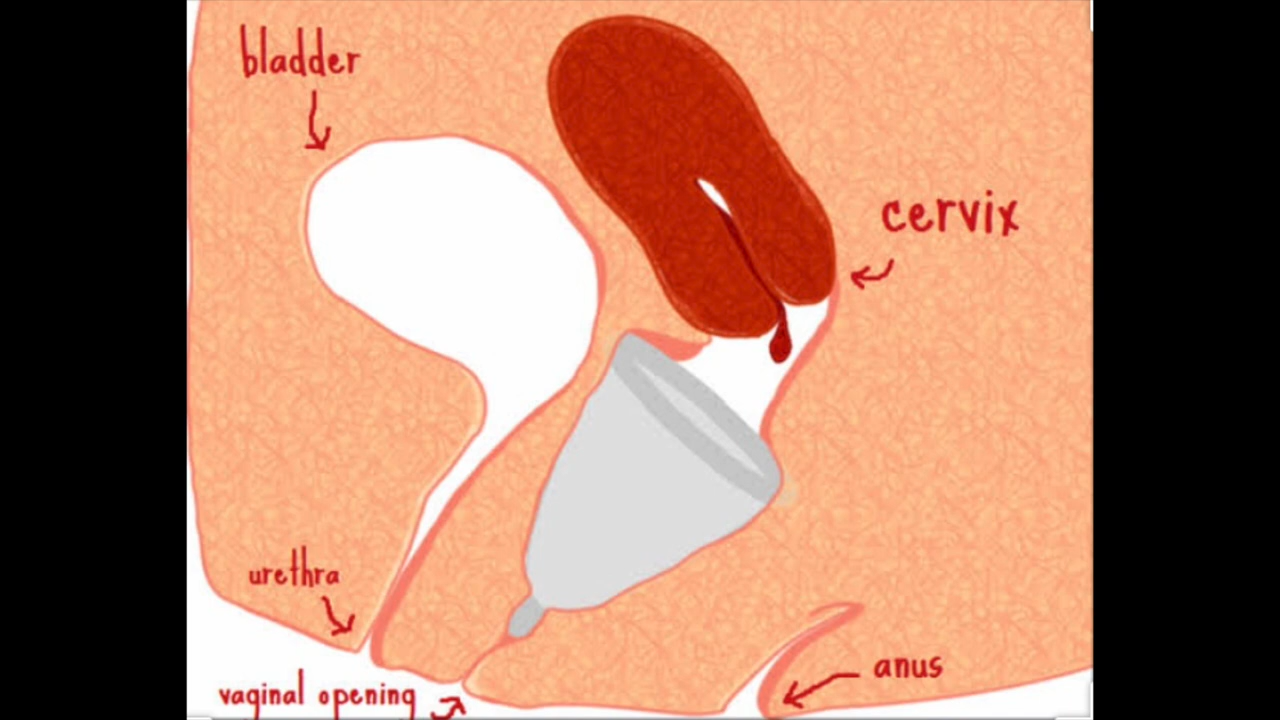 bladder
cervix
urethra
anus
vaginal opening